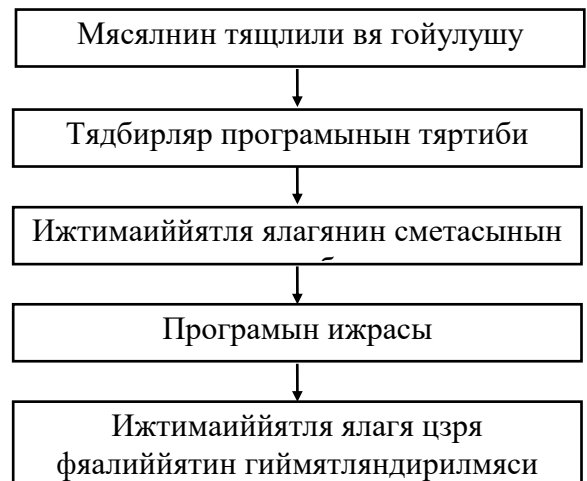 Мясялнин тящлили вя гойулушу
Тядбирляр програмынын тяртиби
Ижтимаиййятля ялагянин сметасынын
Програмын ижрасы
Ижтимаиййятля ялагя цзря
фяалиййятин гиймятляндирилмяси